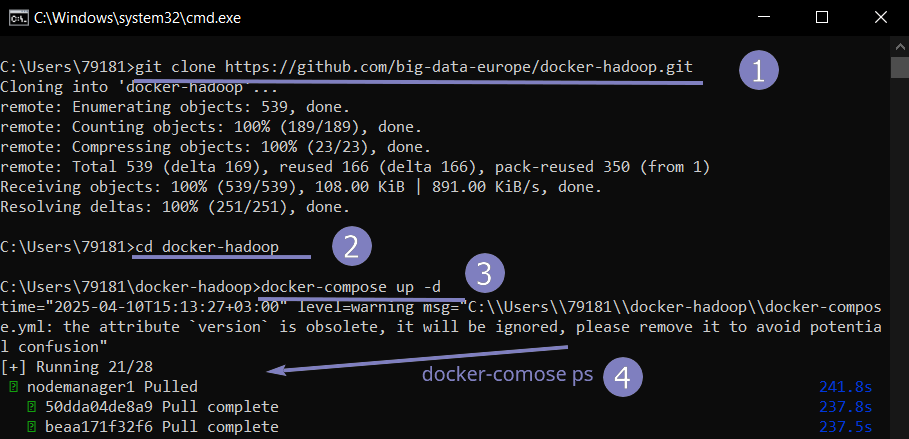 C:\Windows\system32\cmd.exe
C:\Users\79181>git clone https://github.com/big-data-europe/docker-hadoop.git
1
Cloning into 'docker-hadoop'...
remote: Enumerating objects: 539, done.
remote: Counting objects: 100% (189/189), done.
remote: Compressing objects: 100% (23/23), done.
remote: Total 539 (delta 169), reused 166 (delta 166), pack-reused 350 (from 1)
Receiving objects: 100% (539/539), 108.00 KiB | 891.00 KiB/s, done.
Resolving deltas: 100% (251/251), done.
C:\Users\79181>cd docker-hadoop
2
C:\Users\79181\docker-hadoop>docker-compose up -d
3
time="2025-04-10T15:13:27+03:00" level=warning msg="C:\\Users\\79181\\docker-hadoop\\docker-compos
e.yml: the attribute `version` is obsolete, it will be ignored, please remove it to avoid potentia
l confusion"
[+] Running 21/28
docker-comose ps 4
nodemanager1 Pulled 241.8s
50dda04de8a9 Pull complete 237.8s
beaa171f32f6 Pull complete 237.5s